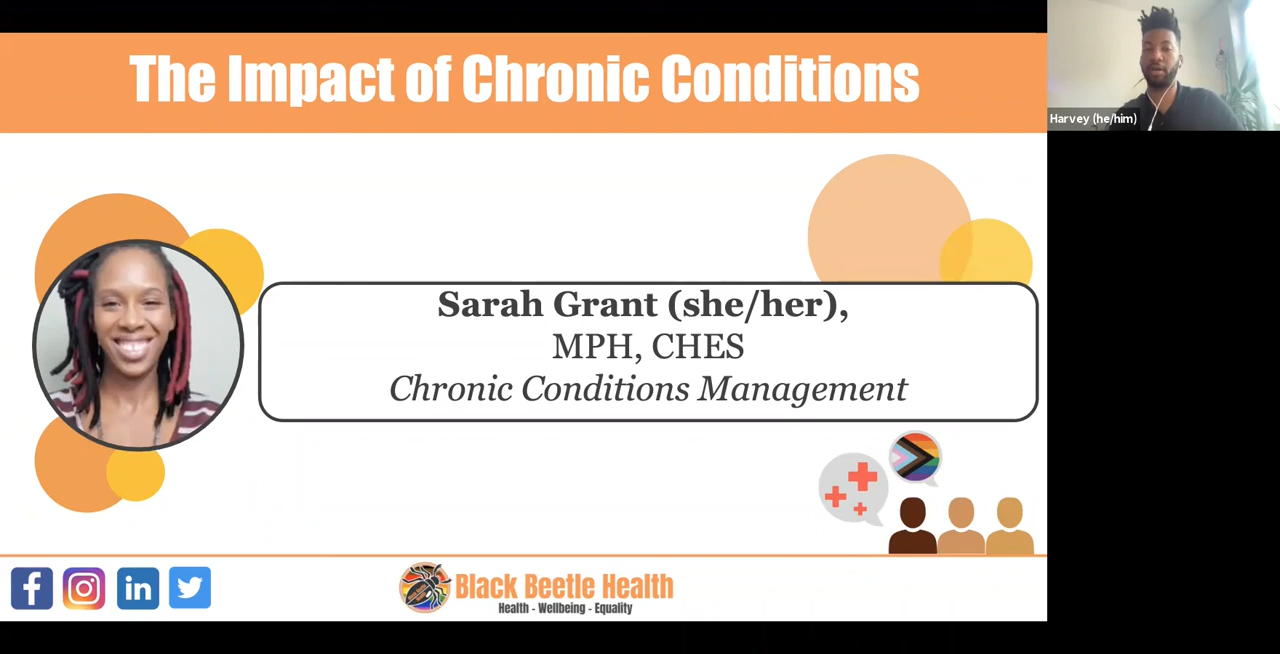 The Impact of Chronic Conditions
Harvey (he/him)
Sarah Grant (she/her),
MPH, CHES
Chronic Conditions Management
Black Beetle Health
Health - Wellbeing - Equality